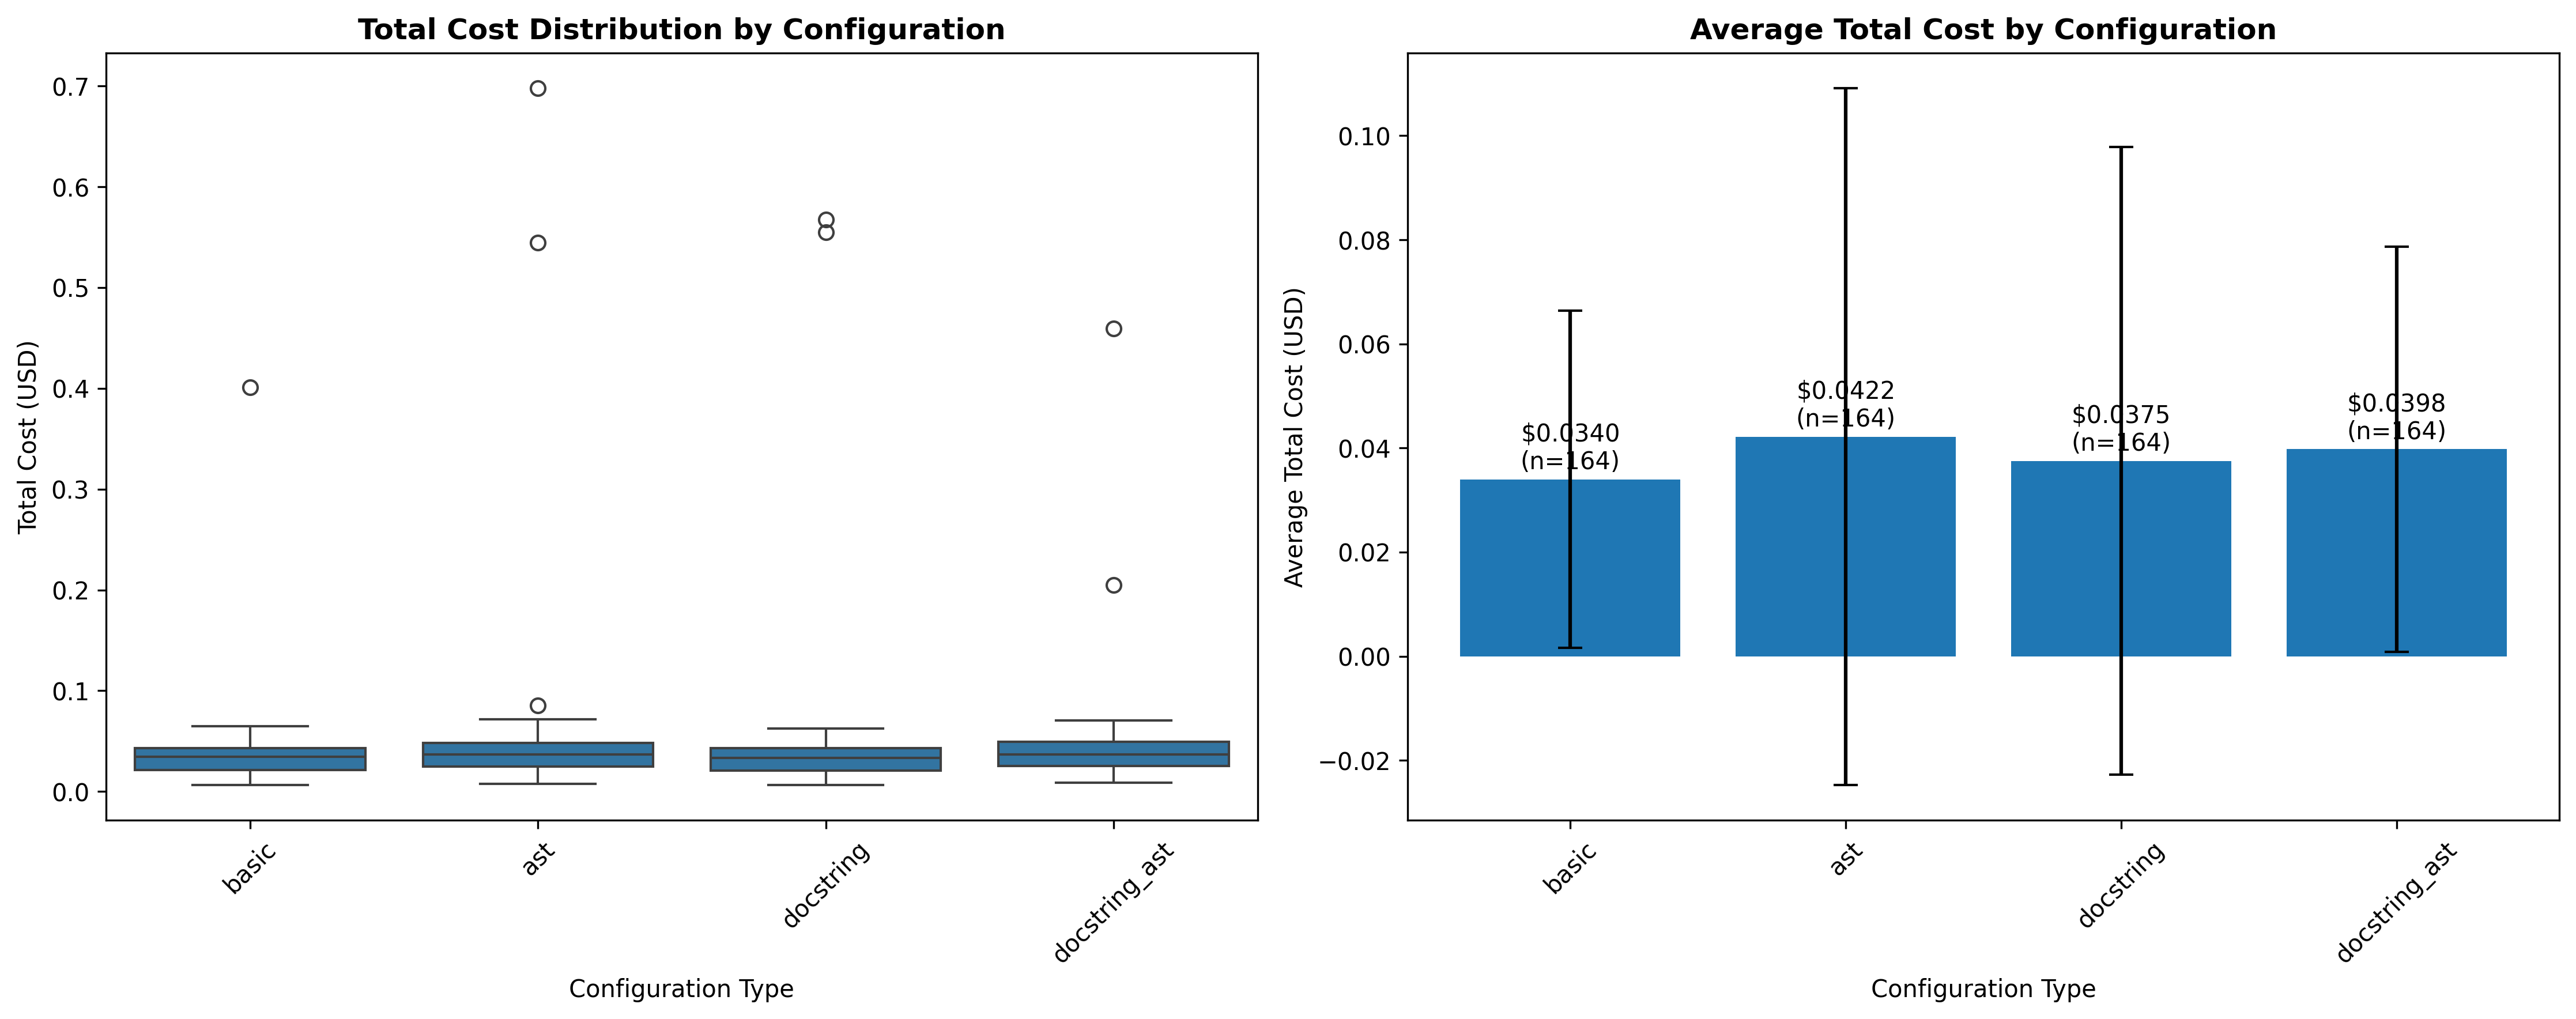 Total Cost Distribution by Configuration
Total Cost (USD)
0.7
0.6
0.5
0.4
0.3
0.2
0.1
0.0
basic
ast
docstring
docstring_ast
Configuration Type
Average Total Cost by Configuration
Average Total Cost (USD)
0.10
0.08
0.06
0.04
0.02
0.00
−0.02
$0.0340
(n=164)
$0.0422
(n=164)
$0.0375
(n=164)
$0.0398
(n=164)
basic
ast
docstring
docstring_ast
Configuration Type